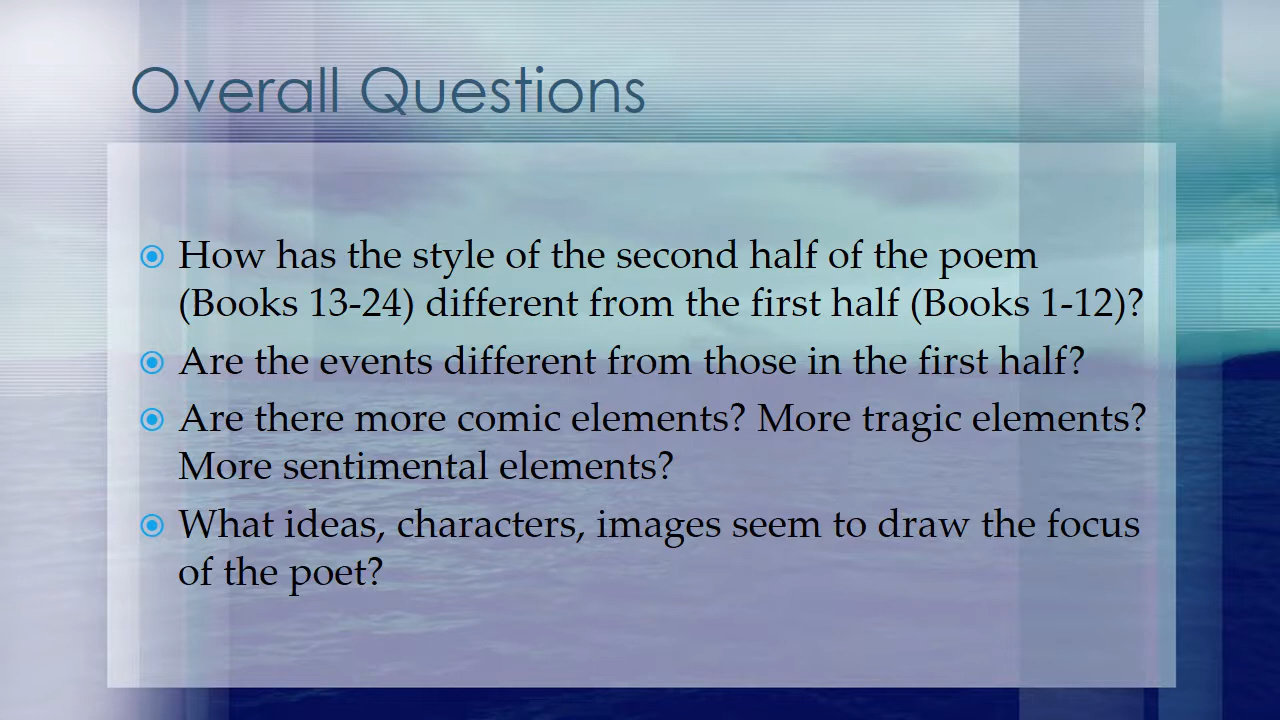 Overall Questions
How has the style of the second half of the poem
(Books 13-24) different from the first half (Books 1-12)?
Are the events different from those in the first half?
Are there more comic elements? More tragic elements?
More sentimental elements?
What ideas, characters, images seem to draw the focus
of the poet?